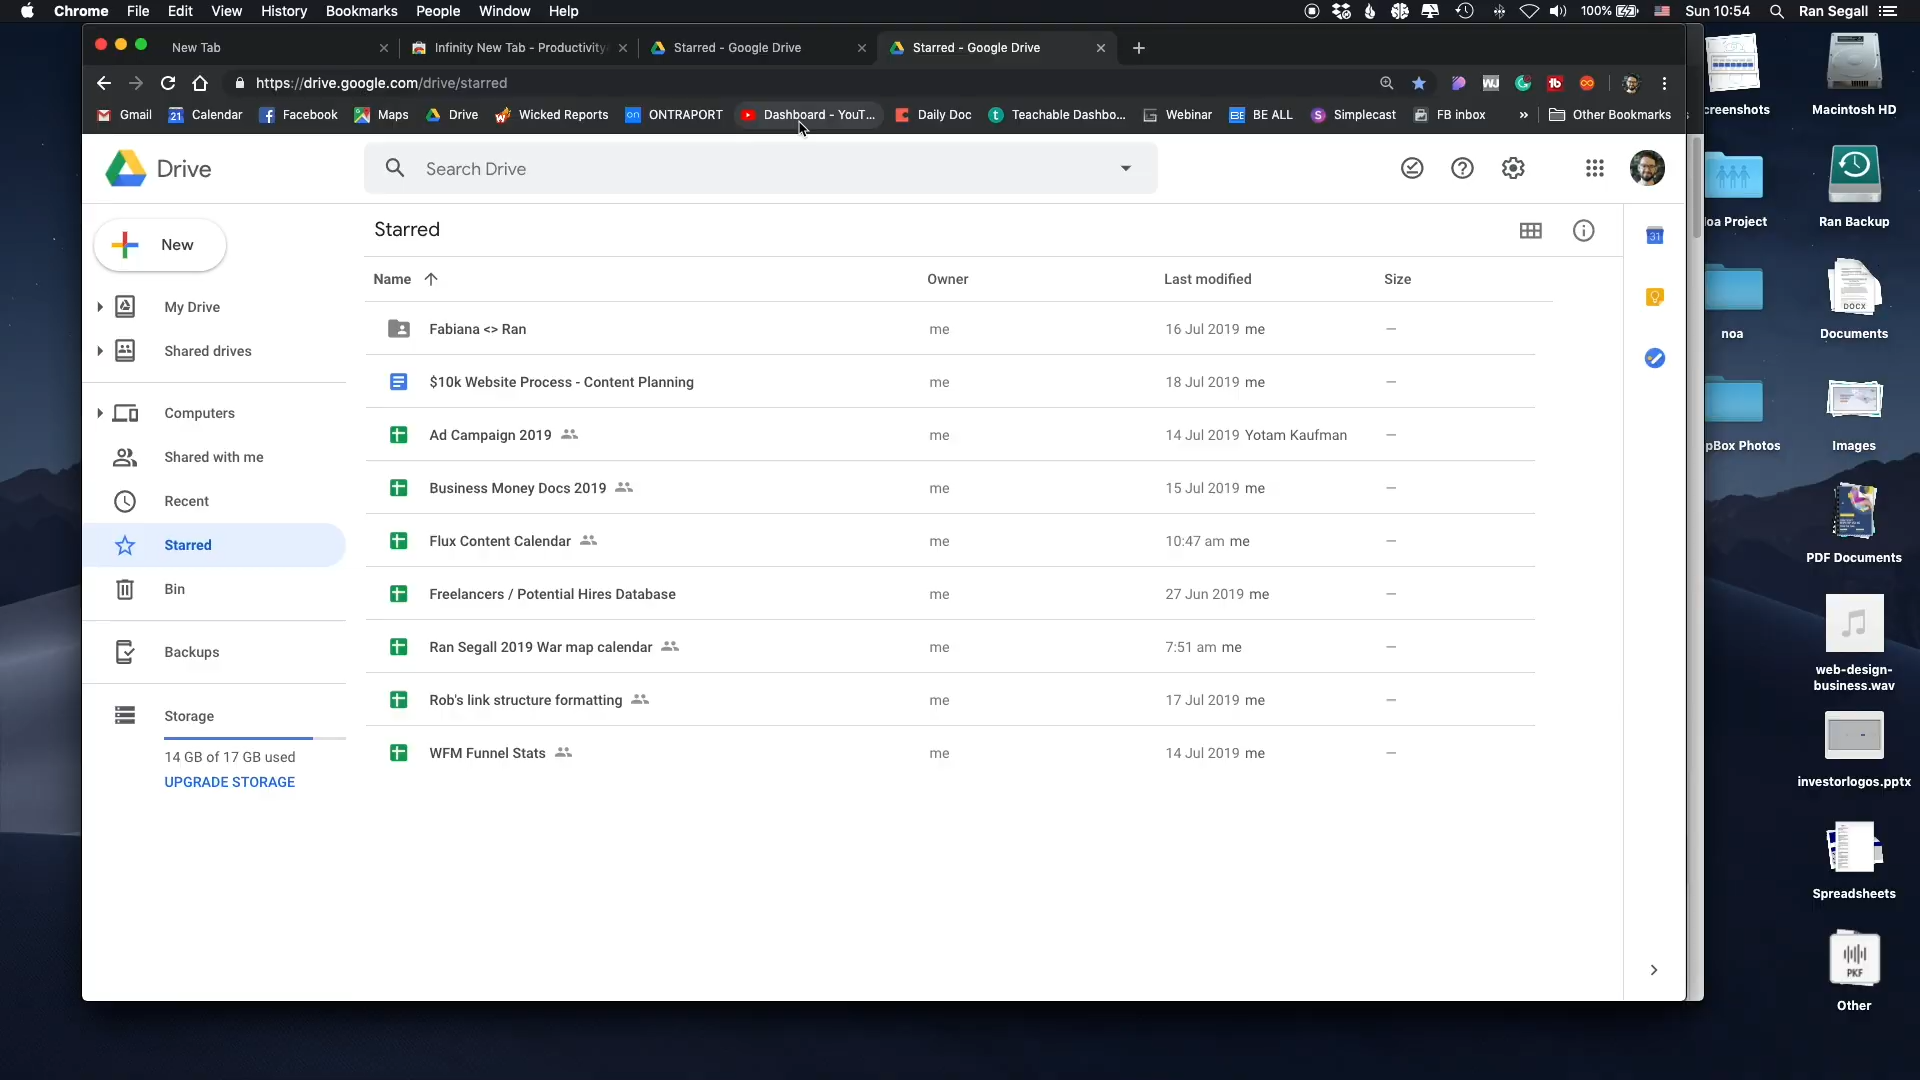 Chrome File Edit View History Bookmarks People Window Help 100% Sun 10:54 Ran Segall
New Tab Infinity New Tab - Productivity Starred - Google Drive Starred - Google Drive
https://drive.google.com/drive/starred
Gmail Calendar Facebook Maps Drive Wicked Reports ONTRAPORT Dashboard - YouT... Daily Doc Teachable Dashbo... Webinar BE ALL Simplecast FB inbox » Other Bookmarks
Drive
Search Drive
New
My Drive
Shared drives
Computers
Shared with me
Recent
Starred
Bin
Backups
Storage
14 GB of 17 GB used
UPGRADE STORAGE
Starred
Name Owner Last modified Size
Fabiana <> Ran me 16 Jul 2019 me —
$10k Website Process - Content Planning me 18 Jul 2019 me —
Ad Campaign 2019 me 14 Jul 2019 Yotam Kaufman —
Business Money Docs 2019 me 15 Jul 2019 me —
Flux Content Calendar me 10:47 am me —
Freelancers / Potential Hires Database me 27 Jun 2019 me —
Ran Segall 2019 War map calendar me 7:51 am me —
Rob's link structure formatting me 17 Jul 2019 me —
WFM Funnel Stats me 14 Jul 2019 me —
31
creenshots
Macintosh HD
oa Project
Ran Backup
noa
DOCX
Documents
pBox Photos
Images
PDF Documents
web-design-
business.wav
investorlogos.pptx
Spreadsheets
PKF
Other